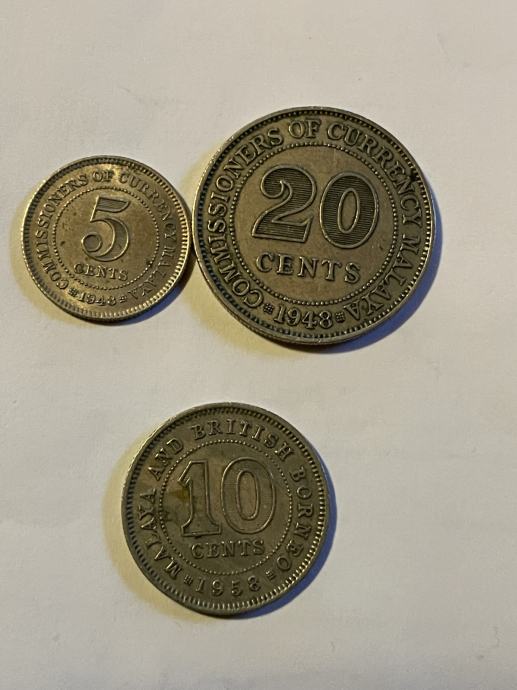 COMMISSIONERS OF CURRENCY MALAYA
5
CENTS
1948
COMMISSIONERS OF CURRENCY MALAYA
20
CENTS
1948
MALAYA AND BRITISH BORNEO
10
CENTS
1958